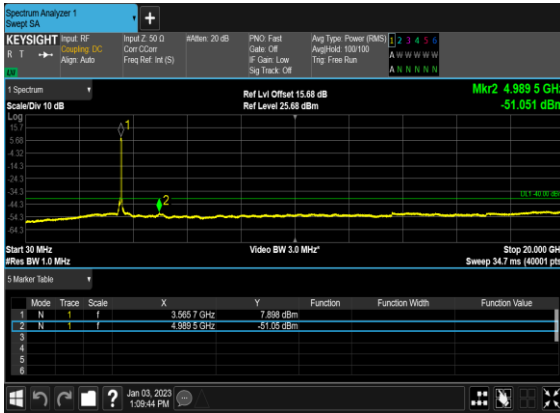 Spectrum Analyzer 1
Swept SA
+
KEYSIGHT
R T
Input: RF
Coupling: DC
Align: Auto
Input Z: 50 Ω
Corr CCorr
Freq Ref: Int (S)
#Atten: 20 dB
PNO: Fast
Gate: Off
IF Gain: Low
Sig Track: Off
Avg Type: Power (RMS)
Avg|Hold: 100/100
Trig: Free Run
1 2 3 4 5 6
A W W W W W
A N N N N N
1 Spectrum
Scale/Div 10 dB
Ref Lvl Offset 15.68 dB
Ref Level 25.68 dBm
Mkr2 4.989 5 GHz
-51.051 dBm
Log
15.7
5.68
-4.32
-14.3
-24.3
-34.3
-44.3
-54.3
-64.3
1
2
DL1 -40.00 dBm
Start 30 MHz
#Res BW 1.0 MHz
Video BW 3.0 MHz*
Stop 20.000 GHz
Sweep 34.7 ms (40001 pts)
5 Marker Table
Mode Trace Scale X Y Function Function Width Function Value
1 N 1 f 3.565 7 GHz 7.898 dBm
2 N 1 f 4.989 5 GHz -51.05 dBm
3
4
5
6
?
Jan 03, 2023
1:09:44 PM